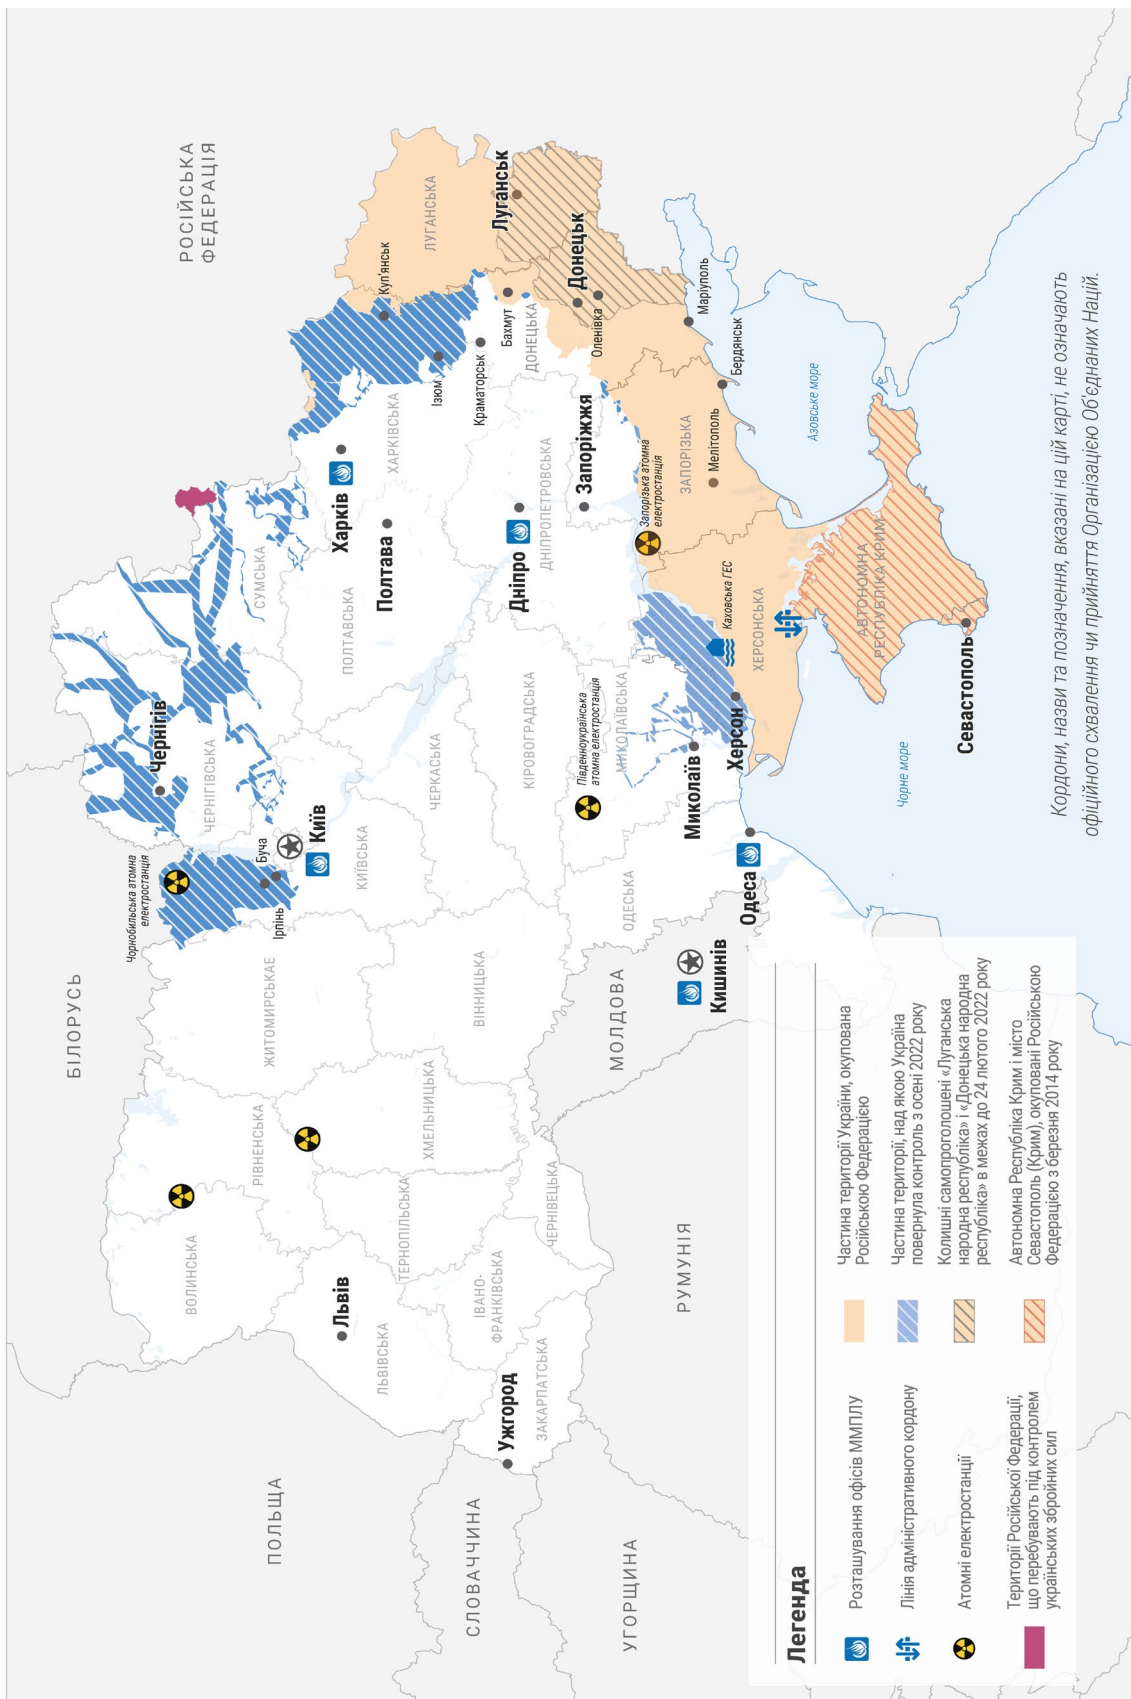 РОСІЙСЬКА
ФЕДЕРАЦІЯ
БІЛОРУСЬ
ПОЛЬЩА
СЛОВАЧЧИНА
УГОРЩИНА
РУМУНІЯ
МОЛДОВА
Чорнобильська атомна
електростанція
Чернігів
ЧЕРНІГІВСЬКА
СУМСЬКА
Буча
Ірпінь
Київ
КИЇВСЬКА
ЖИТОМИРСЬКАЕ
РІВНЕНСЬКА
ВОЛИНСЬКА
Львів
ЛЬВІВСЬКА
ТЕРНОПІЛЬСЬКА
ХМЕЛЬНИЦЬКА
ВІННИЦЬКА
ІВАНО-
ФРАНКІВСЬКА
ЧЕРНІВЕЦЬКА
Ужгород
ЗАКАРПАТСЬКА
ЧЕРКАСЬКА
ПОЛТАВСЬКА
Полтава
Харків
ХАРКІВСЬКА
Куп'янськ
Ізюм
ЛУГАНСЬКА
Луганськ
Краматорськ
Бахмут
ДОНЕЦЬКА
Донецьк
Оленівка
Маріуполь
Бердянськ
Дніпро
ДНІПРОПЕТРОВСЬКА
Запоріжжя
Запорізька атомна
електростанція
ЗАПОРІЗЬКА
Мелітополь
КІРОВОГРАДСЬКА
Південноукраїнська
атомна електростанція
МИКОЛАЇВСЬКА
Миколаїв
Херсон
Каховська ГЕС
ХЕРСОНСЬКА
ОДЕСЬКА
Одеса
Кишинів
АВТОНОМНА
РЕСПУБЛІКА КРИМ
Севастополь
Азовське море
Чорне море
Кордони, назви та позначення, вказані на цій карті, не означають
офіційного схвалення чи прийняття Організацією Об'єднаних Націй.
Легенда
Розташування офісів ММПЛУ
Лінія адміністративного кордону
Атомні електростанції
Території Російської Федерації,
що перебувають під контролем
українських збройних сил
Частина території України, окупована
Російською Федерацією
Частина території, над якою Україна
повернула контроль з осені 2022 року
Колишні самопроголошені «Луганська
народна республіка» і «Донецька народна
республіка» в межах до 24 лютого 2022 року
Автономна Республіка Крим і місто
Севастополь (Крим), окуповані Російською
Федерацією з березня 2014 року